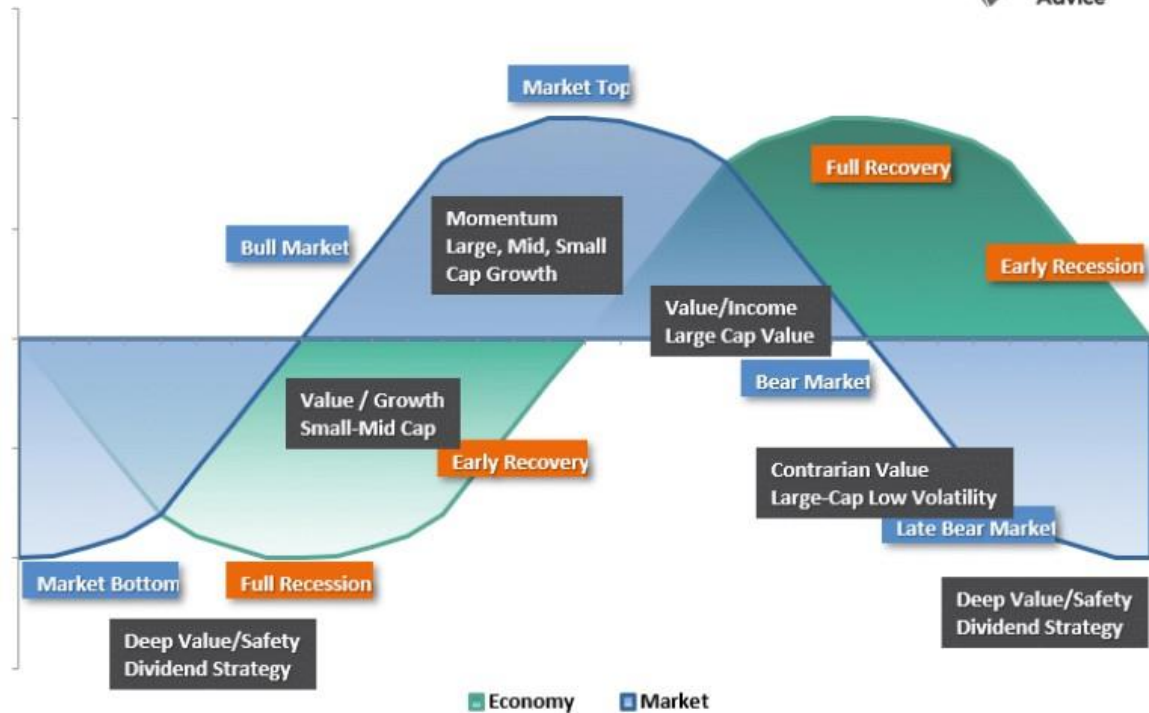 Advice
Market Top
Full Recovery
Bull Market
Momentum
Large, Mid, Small
Cap Growth
Early Recession
Value/Income
Large Cap Value
Bear Market
Value / Growth
Small-Mid Cap
Early Recovery
Contrarian Value
Large-Cap Low Volatility
Late Bear Market
Market Bottom
Full Recession
Deep Value/Safety
Dividend Strategy
Deep Value/Safety
Dividend Strategy
Economy
Market